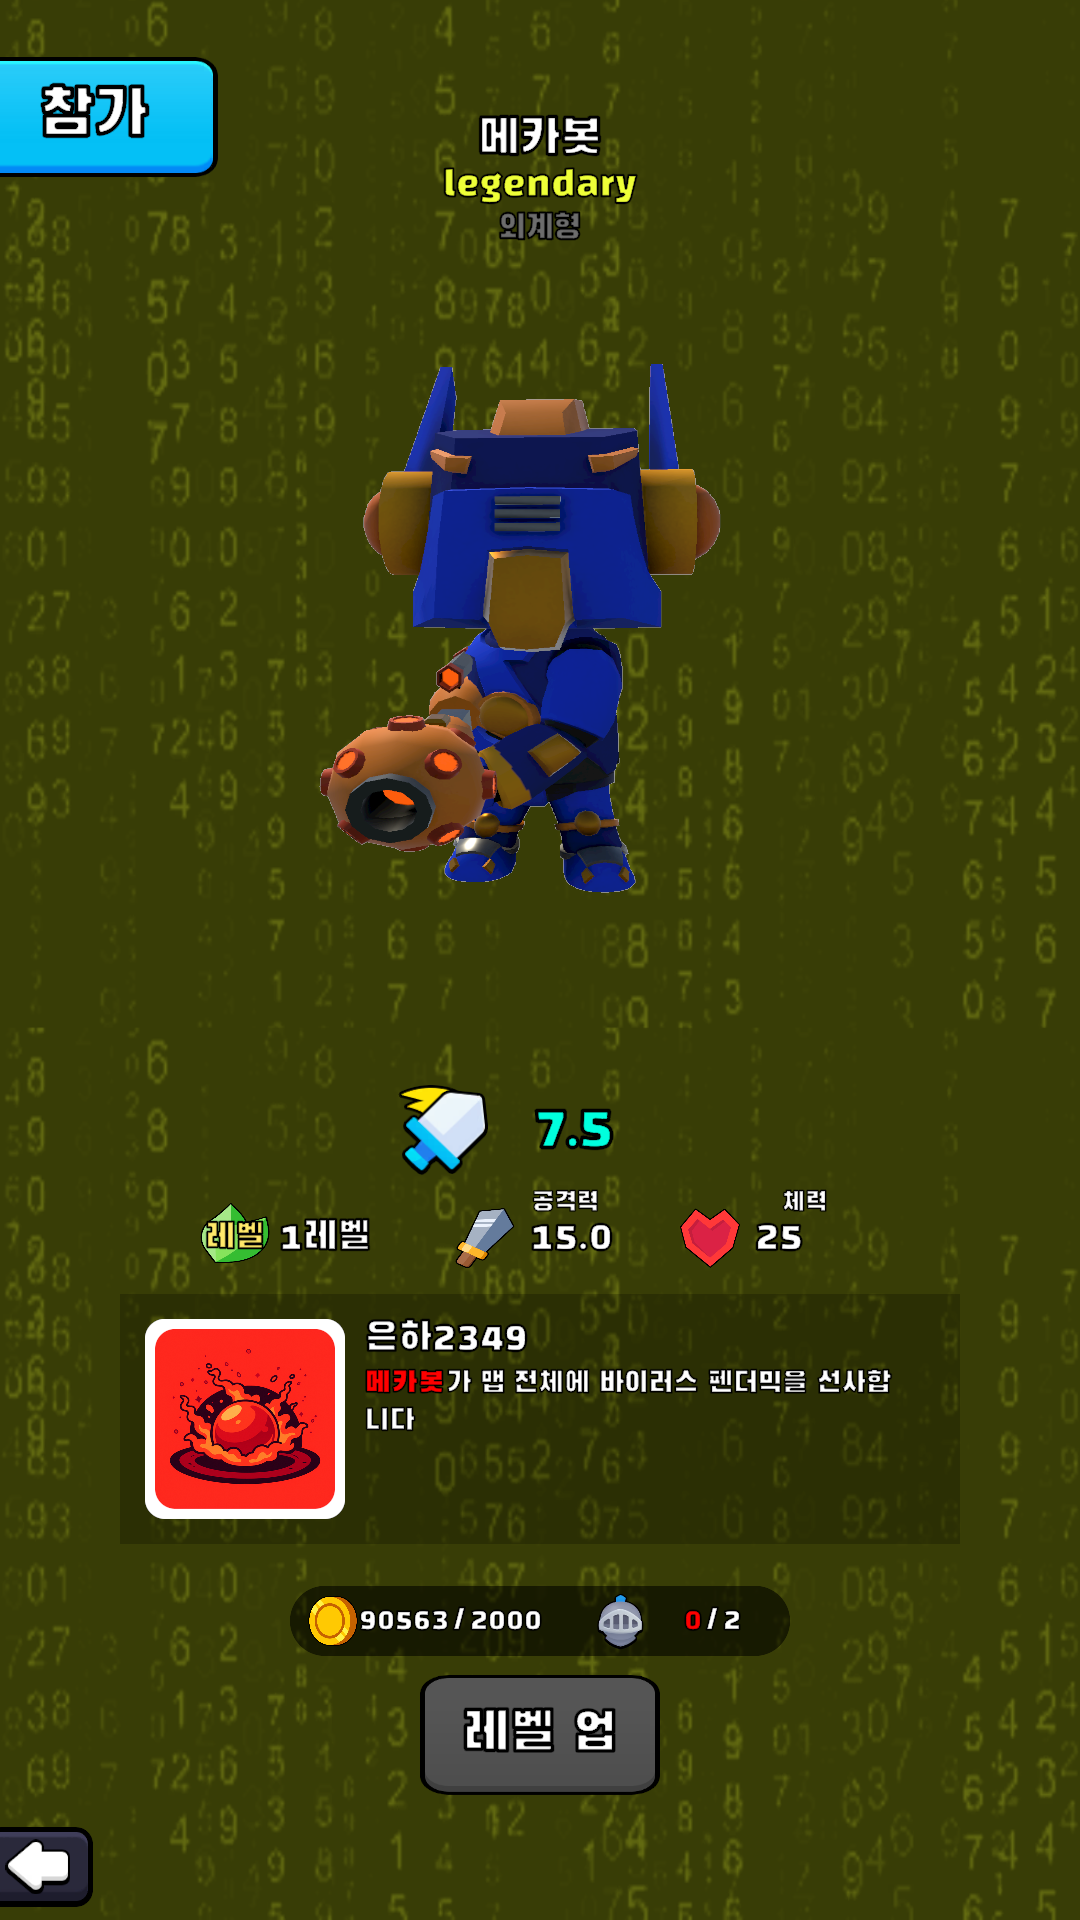 참가
메카봇
legendary
외계형
7.5
레벨 1레벨
공격력
15.0
체력
25
은하2349
메카봇가 맵 전체에 바이러스 펜더믹을 선사합
니다
90563/2000
0/2
레벨 업